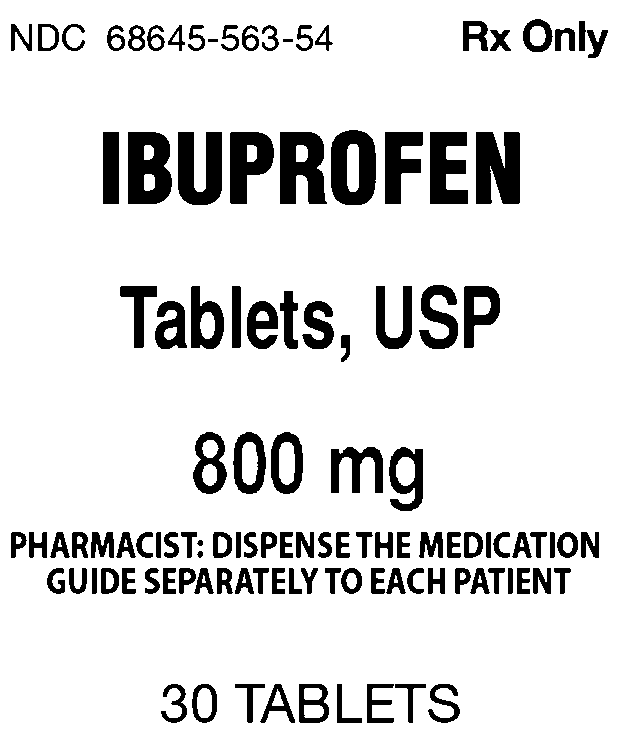 NDC 68645-563-54 Rx Only
IBUPROFEN
Tablets, USP
800 mg
PHARMACIST: DISPENSE THE MEDICATION
GUIDE SEPARATELY TO EACH PATIENT
30 TABLETS